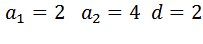 a₁ = 2 a₂ = 4 d = 2